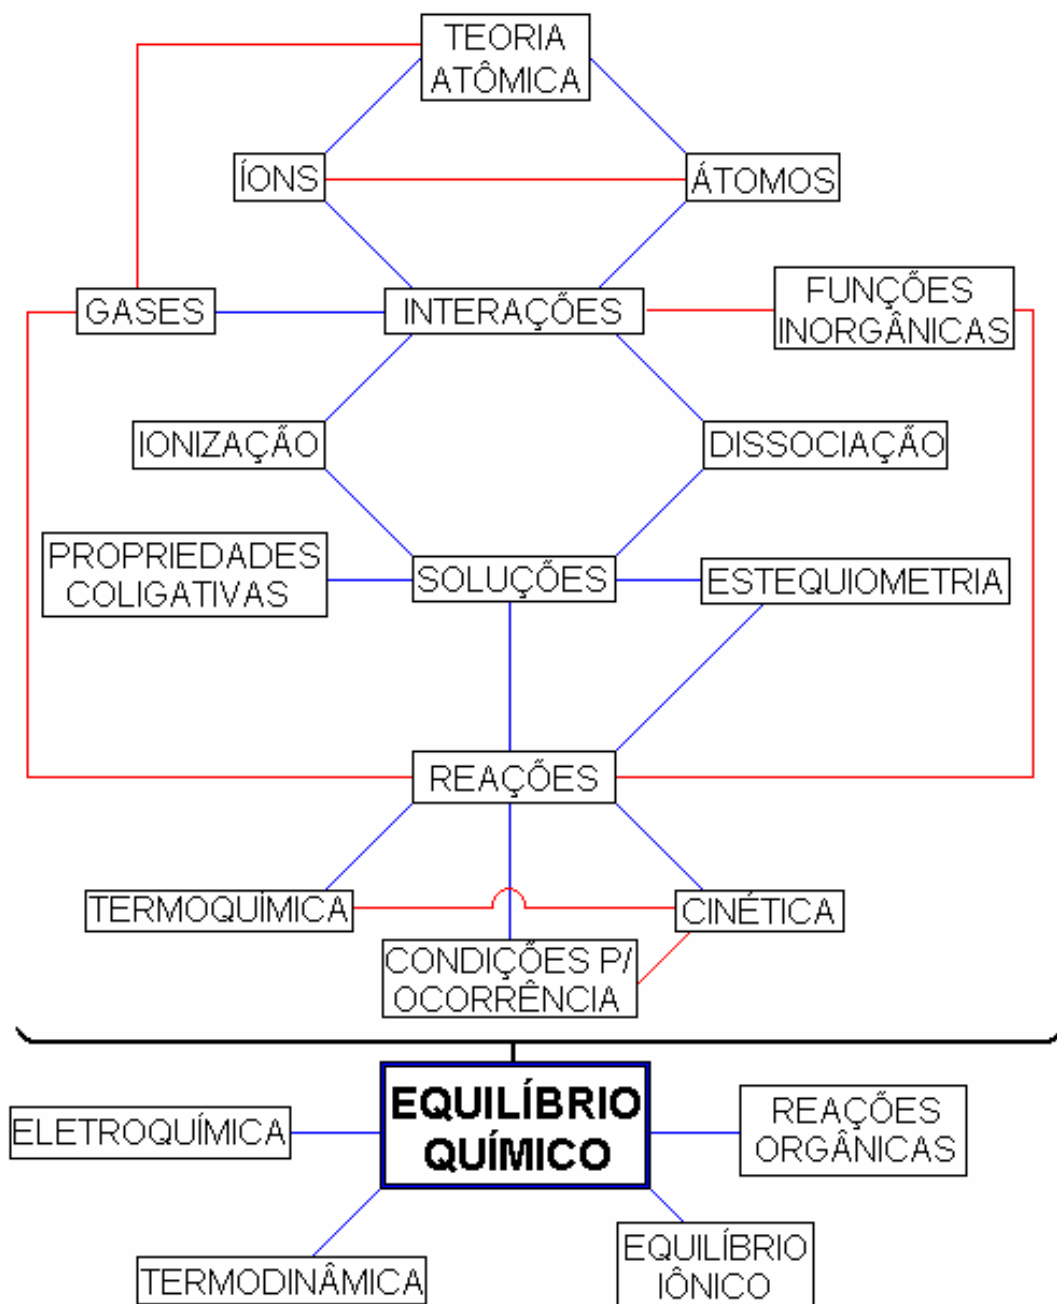 TEORIA
ATÔMICA
ÍONS
ÁTOMOS
GASES
INTERAÇÕES
FUNÇÕES
INORGÂNICAS
IONIZAÇÃO
DISSOCIAÇÃO
PROPRIEDADES
COLIGATIVAS
SOLUÇÕES
ESTEQUIOMETRIA
REAÇÕES
TERMOQUÍMICA
CINÉTICA
CONDIÇÕES P/
OCORRÊNCIA
EQUILÍBRIO
QUÍMICO
ELETROQUÍMICA
REAÇÕES
ORGÂNICAS
TERMODINÂMICA
EQUILÍBRIO
IÔNICO